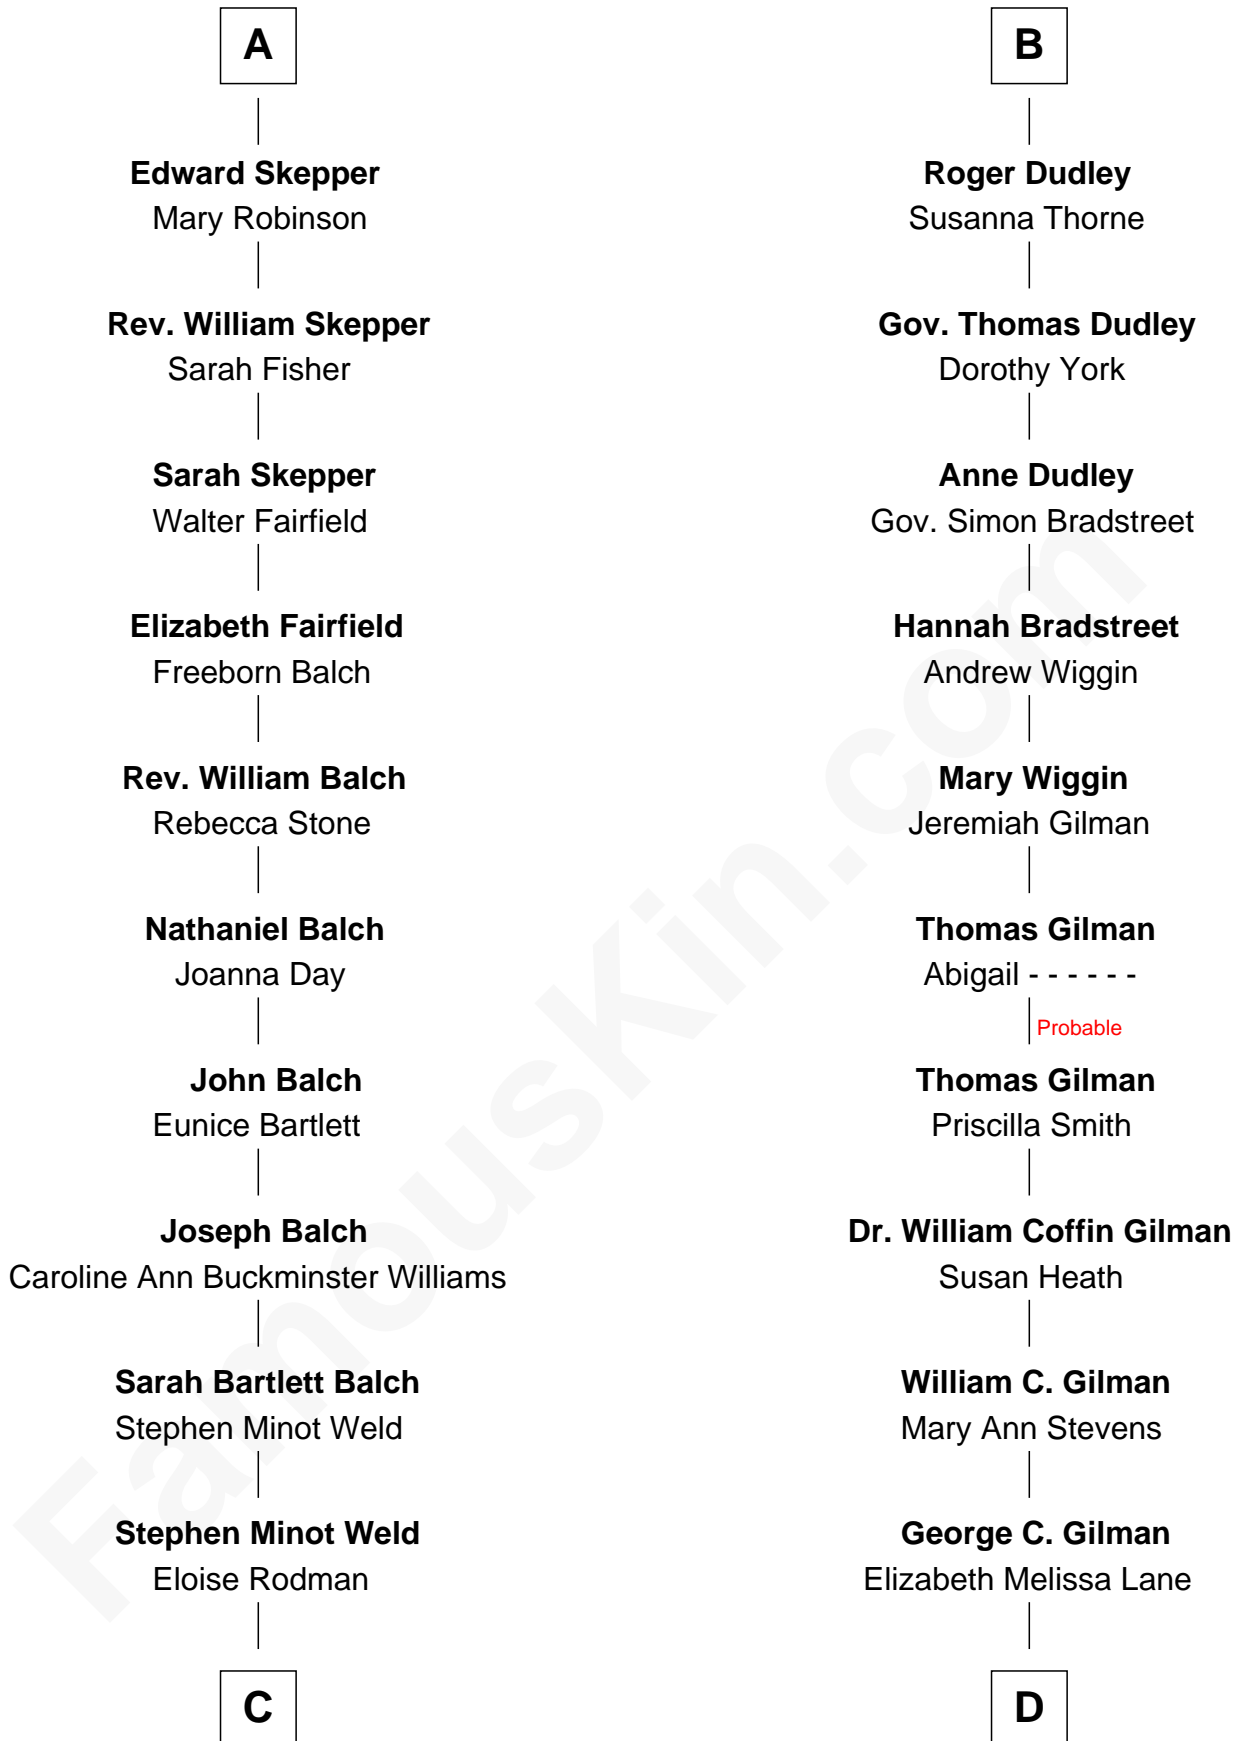 A
Edward Skepper
Mary Robinson
Rev. William Skepper
Sarah Fisher
Sarah Skepper
Walter Fairfield
Elizabeth Fairfield
Freeborn Balch
Rev. William Balch
Rebecca Stone
Nathaniel Balch
Joanna Day
John Balch
Eunice Bartlett
Joseph Balch
Caroline Ann Buckminster Williams
Sarah Bartlett Balch
Stephen Minot Weld
Stephen Minot Weld
Eloise Rodman
C
B
Roger Dudley
Susanna Thorne
Gov. Thomas Dudley
Dorothy York
Anne Dudley
Gov. Simon Bradstreet
Hannah Bradstreet
Andrew Wiggin
Mary Wiggin
Jeremiah Gilman
Thomas Gilman
Abigail - - - - - -
Probable
Thomas Gilman
Priscilla Smith
Dr. William Coffin Gilman
Susan Heath
William C. Gilman
Mary Ann Stevens
George C. Gilman
Elizabeth Melissa Lane
D
FamousKin.com